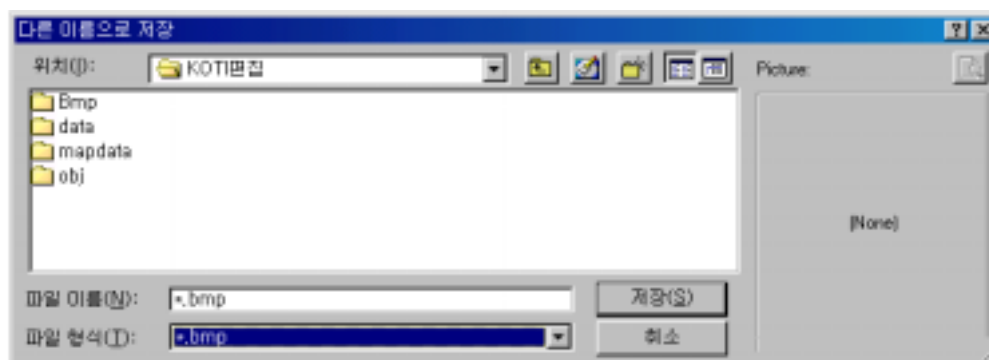 다른 이름으로 저장
위치(I): KOTI편집 Picture:
Bmp
data
mapdata
obj
(None)
파일 이름(N): *.bmp 저장(S)
파일 형식(T): *.bmp 취소